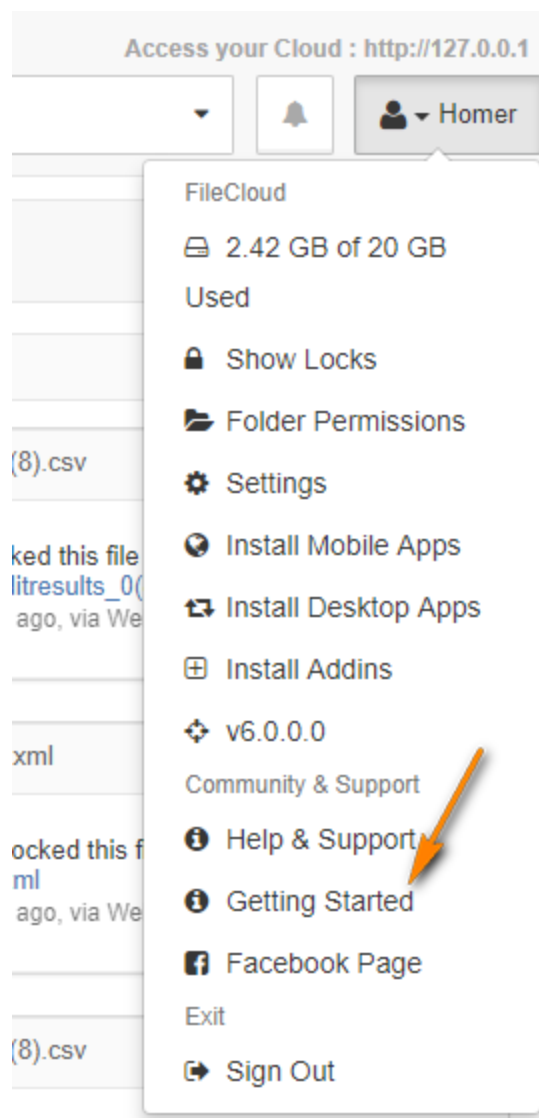 Access your Cloud : http://127.0.0.1
Homer
FileCloud
2.42 GB of 20 GB
Used
Show Locks
Folder Permissions
(8).csv
Settings
ked this file
Install Mobile Apps
litresults_0(
ago, via We
Install Desktop Apps
Install Addins
v6.0.0.0
xml
Community & Support
ocked this f
Help & Support
ml
ago, via We
Getting Started
Facebook Page
Exit
(8).csv
Sign Out